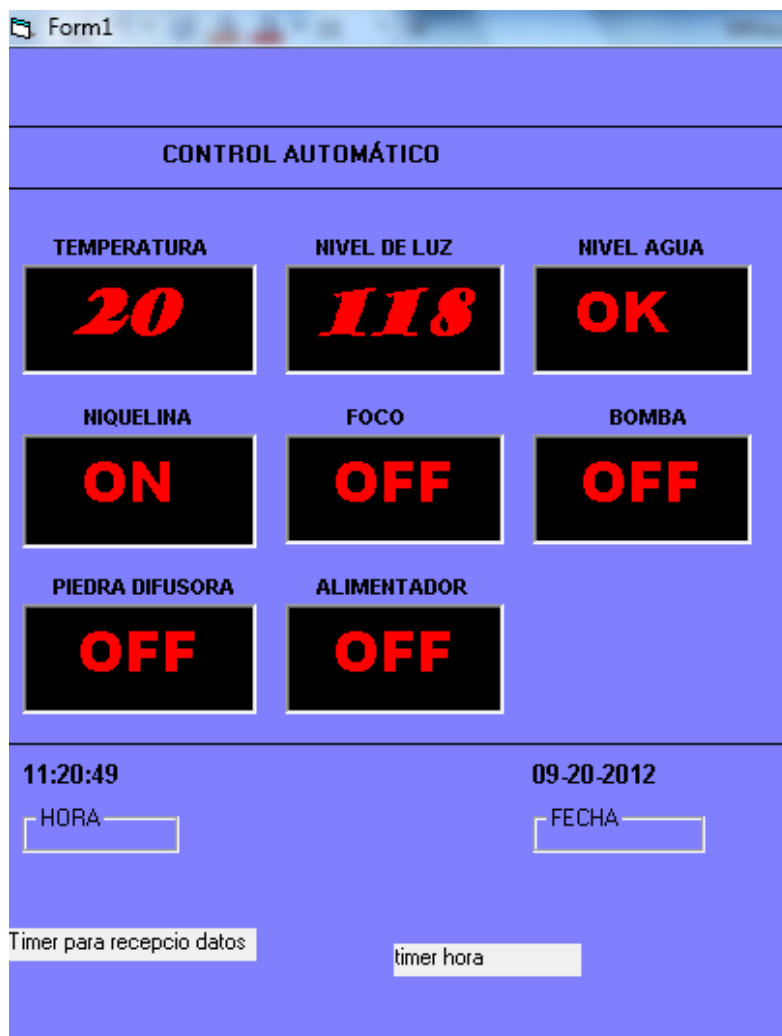 Form1
CONTROL AUTOMÁTICO
TEMPERATURA NIVEL DE LUZ NIVEL AGUA
20 118 OK
NIQUELINA FOCO BOMBA
ON OFF OFF
PIEDRA DIFUSORA ALIMENTADOR
OFF OFF
11:20:49 09-20-2012
HORA FECHA
Timer para recepcio datos
timer hora